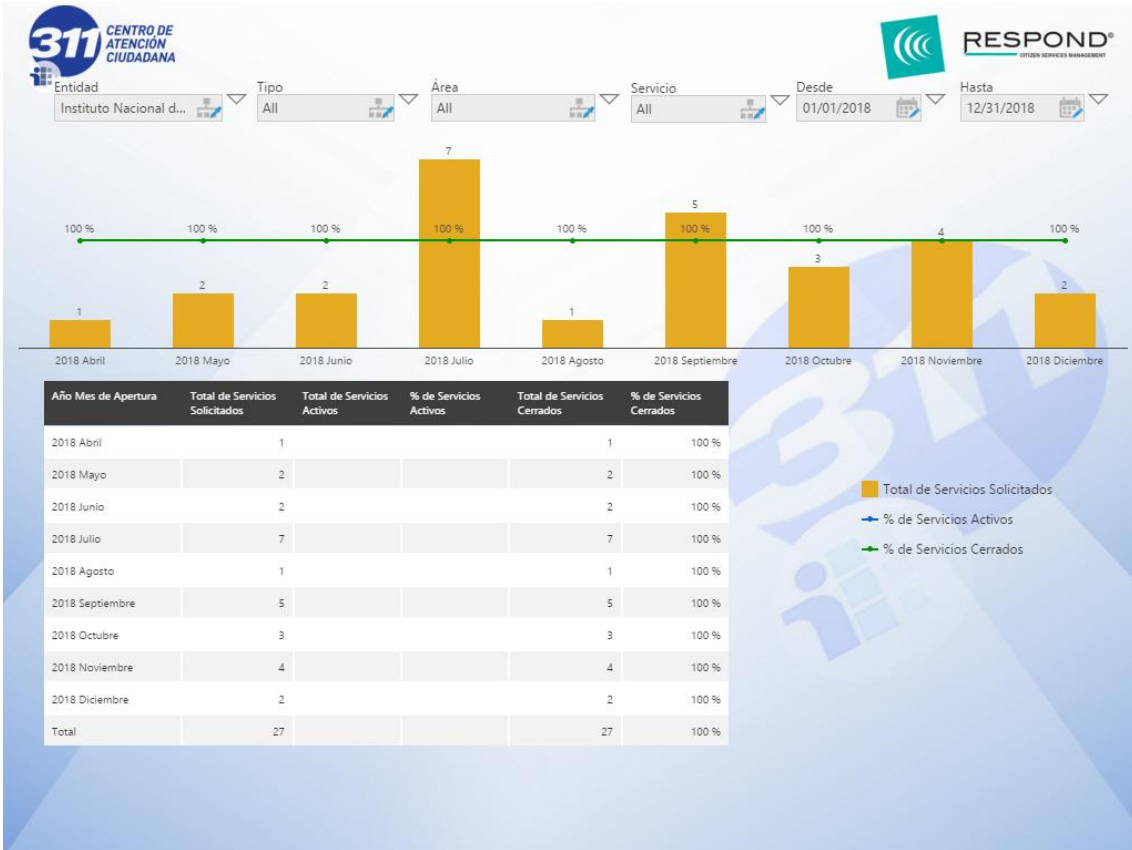 311 CENTRO DE
ATENCIÓN
CIUDADANA
RESPOND®
CITIZEN SERVICES MANAGEMENT
Entidad Tipo Área Servicio Desde Hasta
Instituto Nacional d... All All All 01/01/2018 12/31/2018
7
5
100 % 100 % 100 % 100 % 100 % 100 % 100 % 4 100 %
3
2 2 2
1 1
2018 Abril 2018 Mayo 2018 Junio 2018 Julio 2018 Agosto 2018 Septiembre 2018 Octubre 2018 Noviembre 2018 Diciembre
Año Mes de Apertura Total de Servicios Solicitados Total de Servicios Activos % de Servicios Activos Total de Servicios Cerrados % de Servicios Cerrados
2018 Abril 1 1 100 %
2018 Mayo 2 2 100 %
2018 Junio 2 2 100 %
2018 Julio 7 7 100 %
2018 Agosto 1 1 100 %
2018 Septiembre 5 5 100 %
2018 Octubre 3 3 100 %
2018 Noviembre 4 4 100 %
2018 Diciembre 2 2 100 %
Total 27 27 100 %
Total de Servicios Solicitados
% de Servicios Activos
% de Servicios Cerrados
311